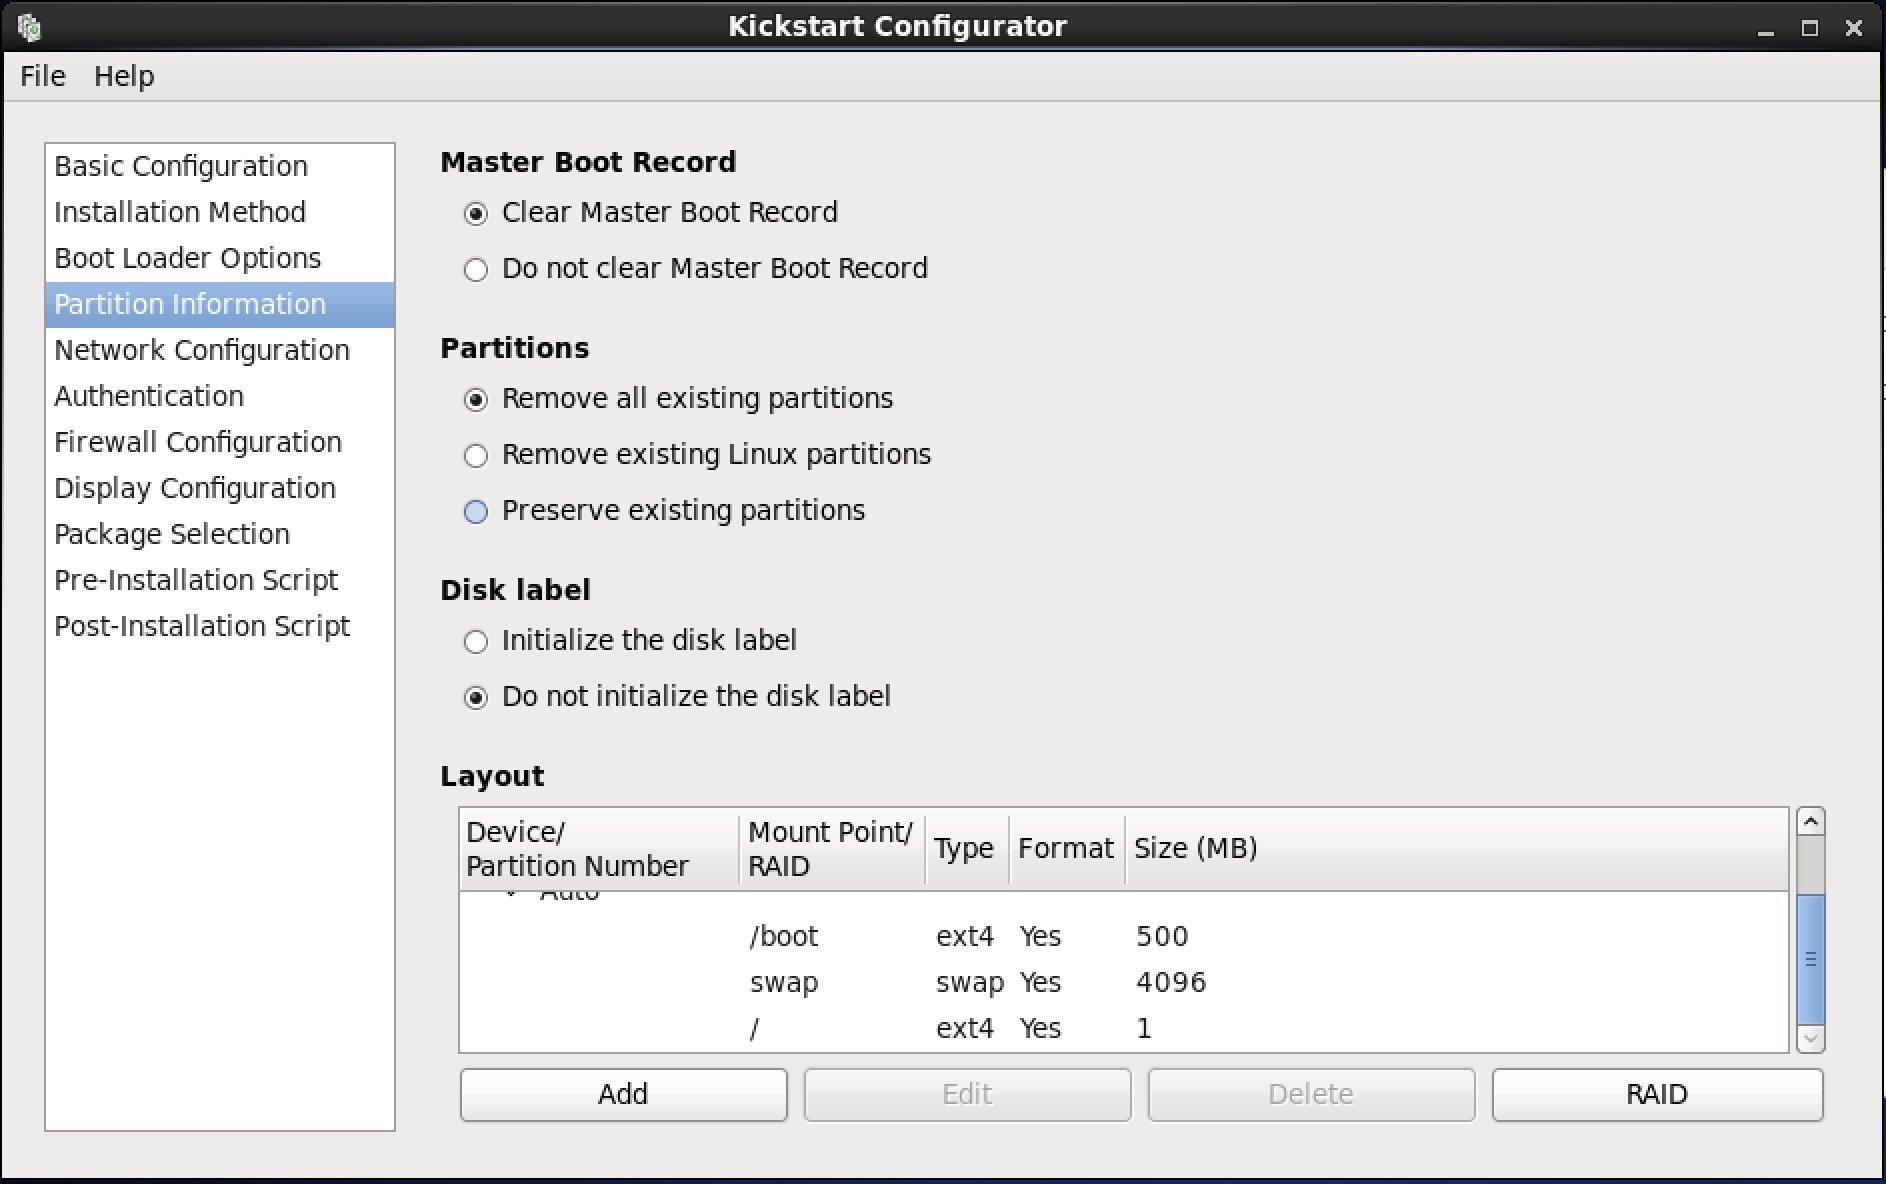 Kickstart Configurator
File Help
Basic Configuration
Installation Method
Boot Loader Options
Partition Information
Network Configuration
Authentication
Firewall Configuration
Display Configuration
Package Selection
Pre-Installation Script
Post-Installation Script
Master Boot Record
Clear Master Boot Record
Do not clear Master Boot Record
Partitions
Remove all existing partitions
Remove existing Linux partitions
Preserve existing partitions
Disk label
Initialize the disk label
Do not initialize the disk label
Layout
Device/
Partition Number
Mount Point/
RAID
Type
Format
Size (MB)
Auto
/boot ext4 Yes 500
swap swap Yes 4096
/ ext4 Yes 1
Add Edit Delete RAID